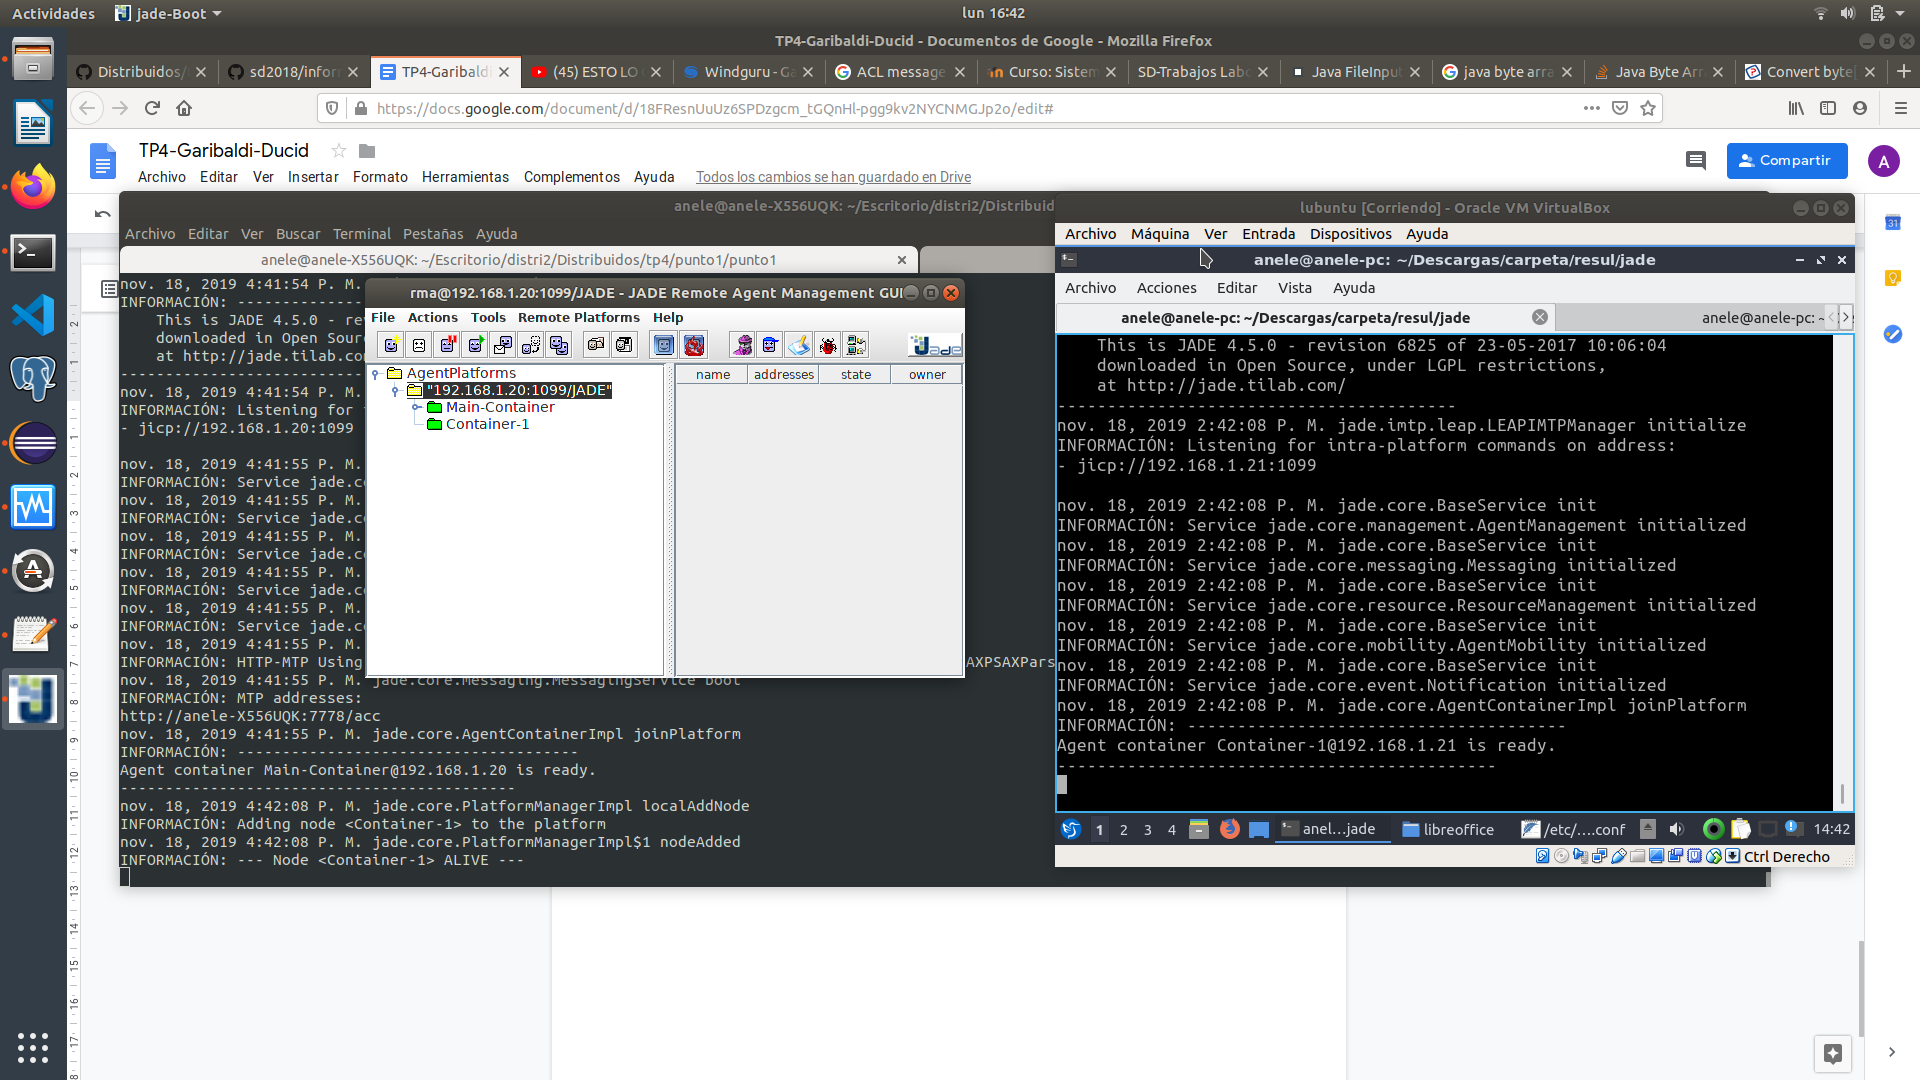 Actividades
jade-Boot
lun 16:42
TP4-Garibaldi-Ducid - Documentos de Google - Mozilla Firefox
Distribuidos/
sd2018/infor
TP4-Garibald
(45) ESTO LO
Windguru - G
ACL message
Curso: Sistem
SD-Trabajos Lab
Java FileInput
java byte arra
Java Byte Arr
Convert byte[
https://docs.google.com/document/d/18FResnUuUz6SPDzgcm_tGQnHl-pgg9kv2NYCNMGJp2o/edit#
TP4-Garibaldi-Ducid
Archivo Editar Ver Insertar Formato Herramientas Complementos Ayuda Todos los cambios se han guardado en Drive
Compartir
A
anele@anele-X556UQK: ~/Escritorio/distri2/Distribuid
Archivo Editar Ver Buscar Terminal Pestañas Ayuda
anele@anele-X556UQK: ~/Escritorio/distri2/Distribuidos/tp4/punto1/punto1
nov. 18, 2019 4:41:54 P. M.
INFORMACIÓN: --------------
This is JADE 4.5.0 - re
downloaded in Open Sour
at http://jade.tilab.co
nov. 18, 2019 4:41:54 P. M.
INFORMACIÓN: Listening for
- jicp://192.168.1.20:1099
nov. 18, 2019 4:41:55 P. M.
INFORMACIÓN: Service jade.c
nov. 18, 2019 4:41:55 P. M.
INFORMACIÓN: Service jade.c
nov. 18, 2019 4:41:55 P. M.
INFORMACIÓN: Service jade.c
nov. 18, 2019 4:41:55 P. M.
INFORMACIÓN: Service jade.c
nov. 18, 2019 4:41:55 P. M.
INFORMACIÓN: Service jade.c
nov. 18, 2019 4:41:55 P. M.
INFORMACIÓN: HTTP-MTP Using AXPSAXPars
nov. 18, 2019 4:41:55 P. M. jade.core.messaging.MessagingService boot
INFORMACIÓN: MTP addresses:
http://anele-X556UQK:7778/acc
nov. 18, 2019 4:41:55 P. M. jade.core.AgentContainerImpl joinPlatform
INFORMACIÓN: --------------------------------------
Agent container Main-Container@192.168.1.20 is ready.
--------------------------------------------
nov. 18, 2019 4:42:08 P. M. jade.core.PlatformManagerImpl localAddNode
INFORMACIÓN: Adding node <Container-1> to the platform
nov. 18, 2019 4:42:08 P. M. jade.core.PlatformManagerImpl$1 nodeAdded
INFORMACIÓN: --- Node <Container-1> ALIVE ---
rma@192.168.1.20:1099/JADE - JADE Remote Agent Management GUI
File Actions Tools Remote Platforms Help
Jade
AgentPlatforms
"192.168.1.20:1099/JADE"
Main-Container
Container-1
name addresses state owner
lubuntu [Corriendo] - Oracle VM VirtualBox
Archivo Máquina Ver Entrada Dispositivos Ayuda
anele@anele-pc: ~/Descargas/carpeta/resul/jade
Archivo Acciones Editar Vista Ayuda
anele@anele-pc: ~/Descargas/carpeta/resul/jade
anele@anele-pc: ~
This is JADE 4.5.0 - revision 6825 of 23-05-2017 10:06:04
downloaded in Open Source, under LGPL restrictions,
at http://jade.tilab.com/
----------------------------------------
nov. 18, 2019 2:42:08 P. M. jade.imtp.leap.LEAPIMTPManager initialize
INFORMACIÓN: Listening for intra-platform commands on address:
- jicp://192.168.1.21:1099
nov. 18, 2019 2:42:08 P. M. jade.core.BaseService init
INFORMACIÓN: Service jade.core.management.AgentManagement initialized
nov. 18, 2019 2:42:08 P. M. jade.core.BaseService init
INFORMACIÓN: Service jade.core.messaging.Messaging initialized
nov. 18, 2019 2:42:08 P. M. jade.core.BaseService init
INFORMACIÓN: Service jade.core.resource.ResourceManagement initialized
nov. 18, 2019 2:42:08 P. M. jade.core.BaseService init
INFORMACIÓN: Service jade.core.mobility.AgentMobility initialized
nov. 18, 2019 2:42:08 P. M. jade.core.BaseService init
INFORMACIÓN: Service jade.core.event.Notification initialized
nov. 18, 2019 2:42:08 P. M. jade.core.AgentContainerImpl joinPlatform
INFORMACIÓN: --------------------------------------
Agent container Container-1@192.168.1.21 is ready.
--------------------------------------------
1 2 3 4 anel...jade libreoffice /etc/....conf 14:42
Ctrl Derecho